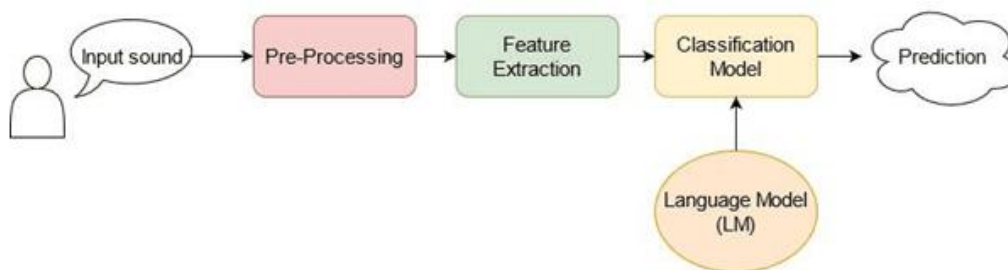 Input sound
Pre-Processing
Feature
Extraction
Classification
Model
Prediction
Language Model
(LM)